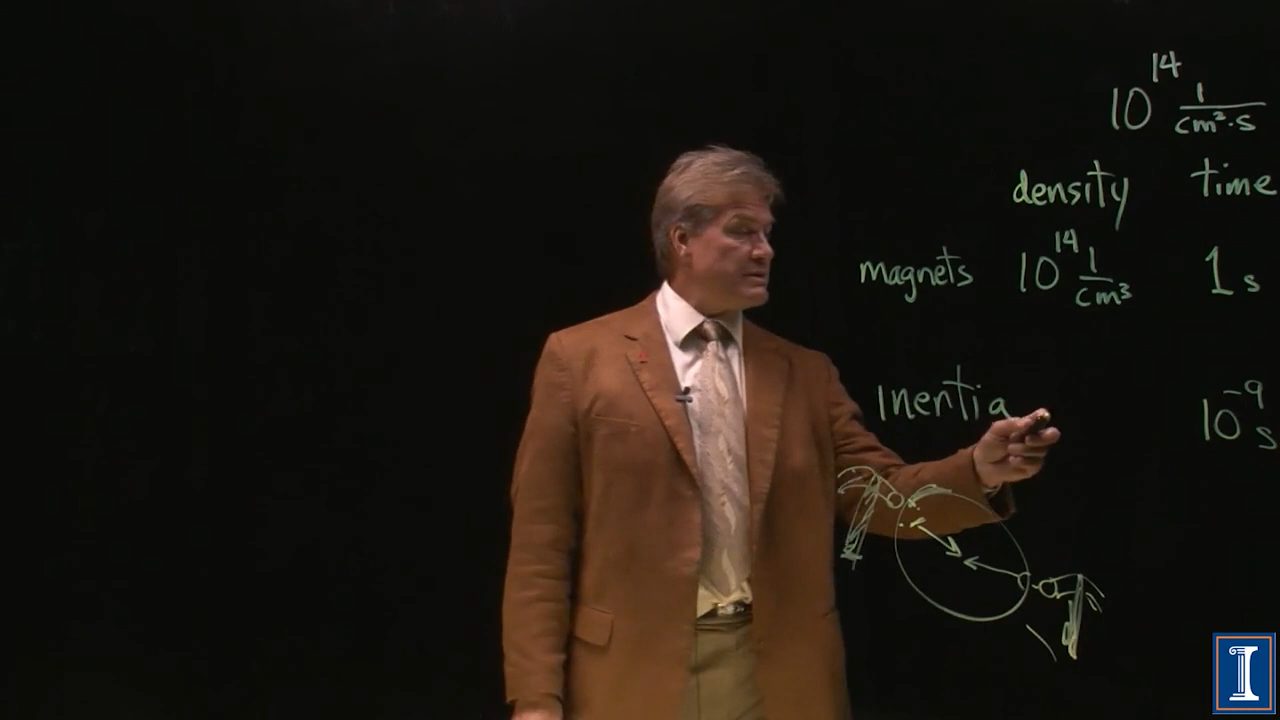 10^14 1/cm²·s
density time
magnets 10^14 1/cm³ 1 s
Inertia 10^-9 s
I